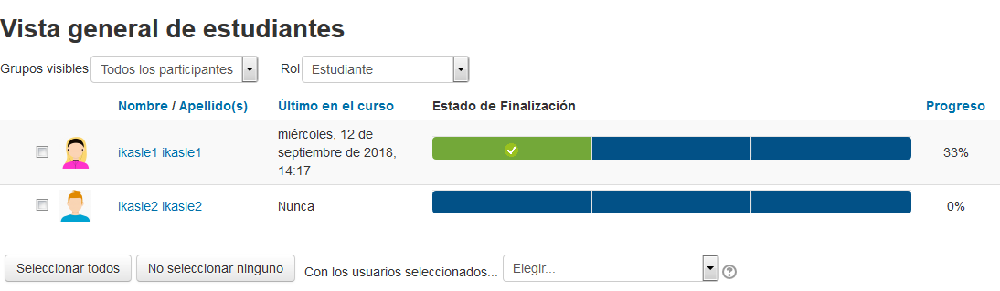 Vista general de estudiantes
Grupos visibles Todos los participantes Rol Estudiante
Nombre / Apellido(s) Último en el curso Estado de Finalización Progreso
ikasle1 ikasle1 miércoles, 12 de septiembre de 2018, 14:17 33%
ikasle2 ikasle2 Nunca 0%
Seleccionar todos No seleccionar ninguno Con los usuarios seleccionados... Elegir... ?